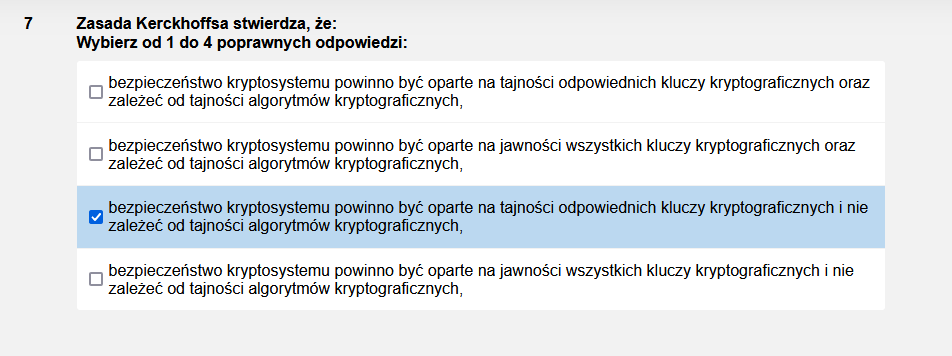 7 Zasada Kerckhoffsa stwierdza, że:
Wybierz od 1 do 4 poprawnych odpowiedzi:
bezpieczeństwo kryptosystemu powinno być oparte na tajności odpowiednich kluczy kryptograficznych oraz
zależeć od tajności algorytmów kryptograficznych,
bezpieczeństwo kryptosystemu powinno być oparte na jawności wszystkich kluczy kryptograficznych oraz
zależeć od tajności algorytmów kryptograficznych,
bezpieczeństwo kryptosystemu powinno być oparte na tajności odpowiednich kluczy kryptograficznych i nie
zależeć od tajności algorytmów kryptograficznych,
bezpieczeństwo kryptosystemu powinno być oparte na jawności wszystkich kluczy kryptograficznych i nie
zależeć od tajności algorytmów kryptograficznych,